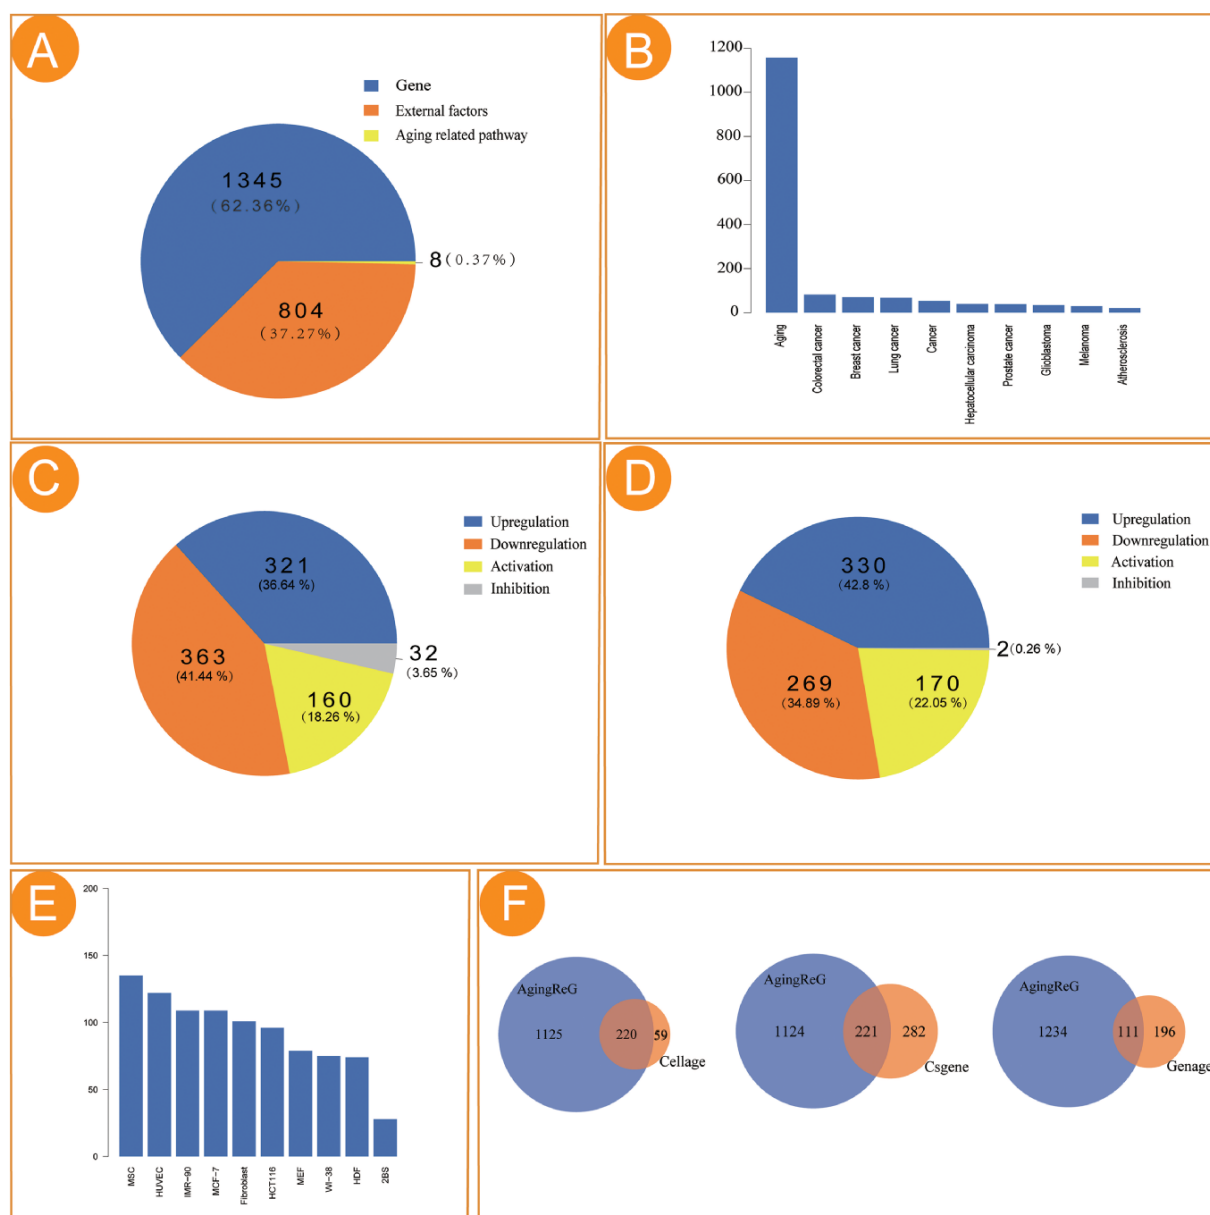 A
Gene
External factors
Aging related pathway
1345
(62.36%)
8(0.37%)
804
(37.27%)
B
1200
1000
800
600
400
200
0
Aging
Colorectal cancer
Breast cancer
Lung cancer
Cancer
Hepatocellular carcinoma
Prostate cancer
Glioblastoma
Melanoma
Atherosclerosis
C
Upregulation
Downregulation
Activation
Inhibition
321
(36.64 %)
363
(41.44 %)
32
(3.65 %)
160
(18.26 %)
D
Upregulation
Downregulation
Activation
Inhibition
330
(42.8 %)
2(0.26 %)
269
(34.89 %)
170
(22.05 %)
E
200
150
100
50
0
MSC
HUVEC
IMR-90
MCF-7
Fibroblast
HCT116
MEF
WI-38
HDF
2BS
F
AgingReG
1125
220
59
Cellage
AgingReG
1124
221
282
Csgene
AgingReG
1234
111
196
Genage